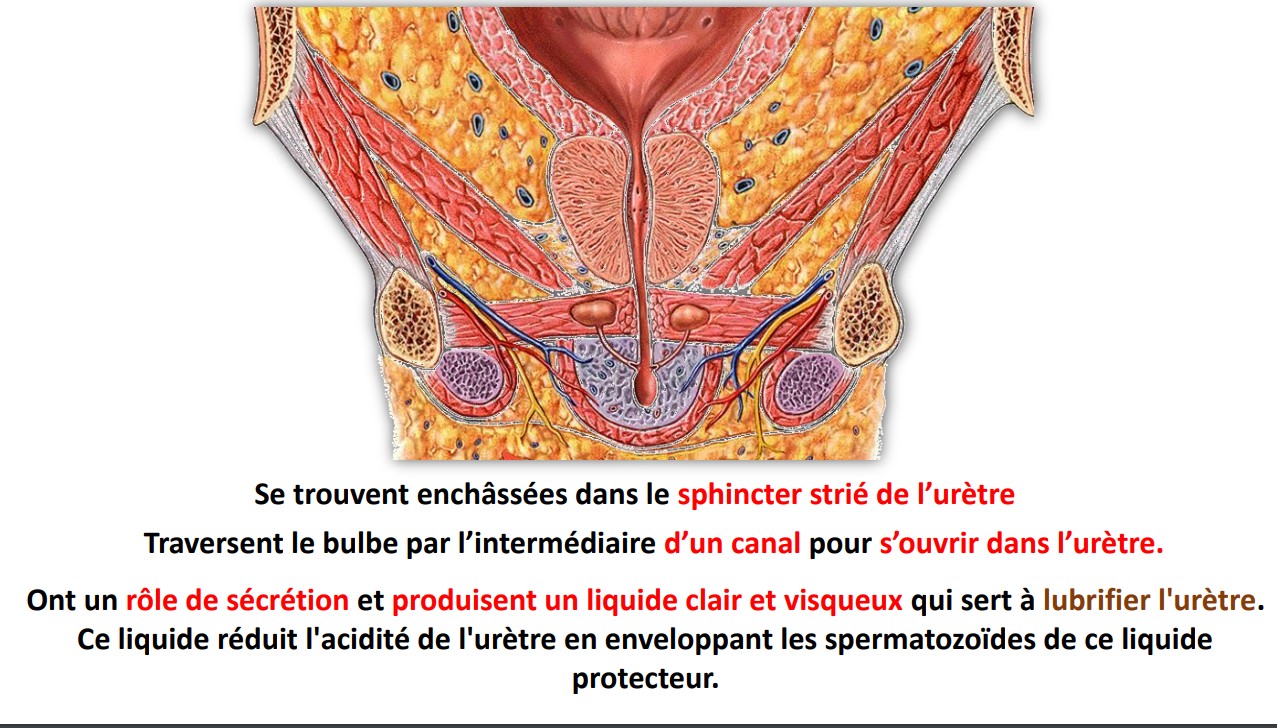 Se trouvent enchâssées dans le sphincter strié de l’urètre
Traversent le bulbe par l’intermédiaire d’un canal pour s’ouvrir dans l’urètre.
Ont un rôle de sécrétion et produisent un liquide clair et visqueux qui sert à lubrifier l'urètre.
Ce liquide réduit l'acidité de l'urètre en enveloppant les spermatozoïdes de ce liquide
protecteur.